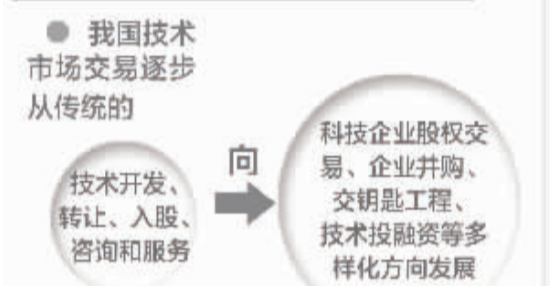 ● 我国技术
市场交易逐步
从传统的
技术开发、
转让、入股、
咨询和服务
向
科技企业股权交
易、企业并购、
交钥匙工程、
技术投融资等多
样化方向发展